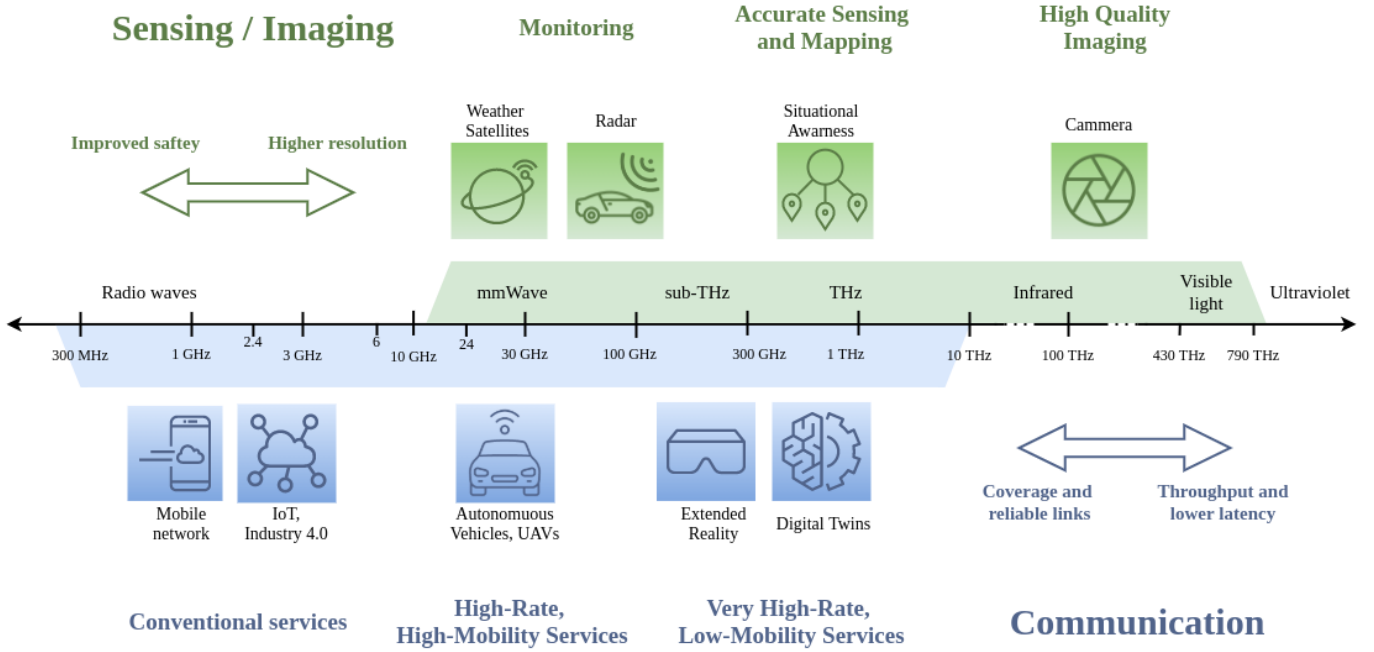 Sensing / Imaging
Monitoring
Accurate Sensing
and Mapping
High Quality
Imaging
Improved saftey
Higher resolution
Weather
Satellites
Radar
Situational
Awarness
Cammera
Radio waves
mmWave
sub-THz
THz
Infrared
Visible
light
Ultraviolet
300 MHz
1 GHz
2.4
3 GHz
6
10 GHz
24
30 GHz
100 GHz
300 GHz
1 THz
10 THz
100 THz
430 THz
790 THz
Mobile
network
IoT,
Industry 4.0
Autonomous
Vehicles, UAVs
Extended
Reality
Digital Twins
Coverage and
reliable links
Throughput and
lower latency
Conventional services
High-Rate,
High-Mobility Services
Very High-Rate,
Low-Mobility Services
Communication